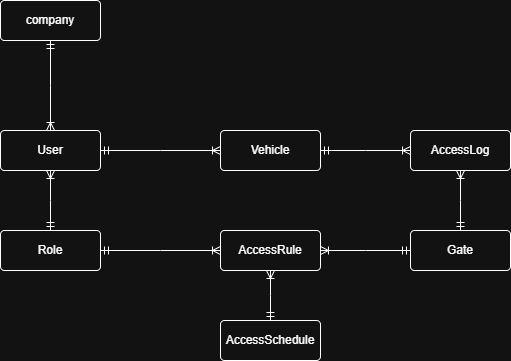 company
User
Vehicle
AccessLog
Role
AccessRule
Gate
AccessSchedule